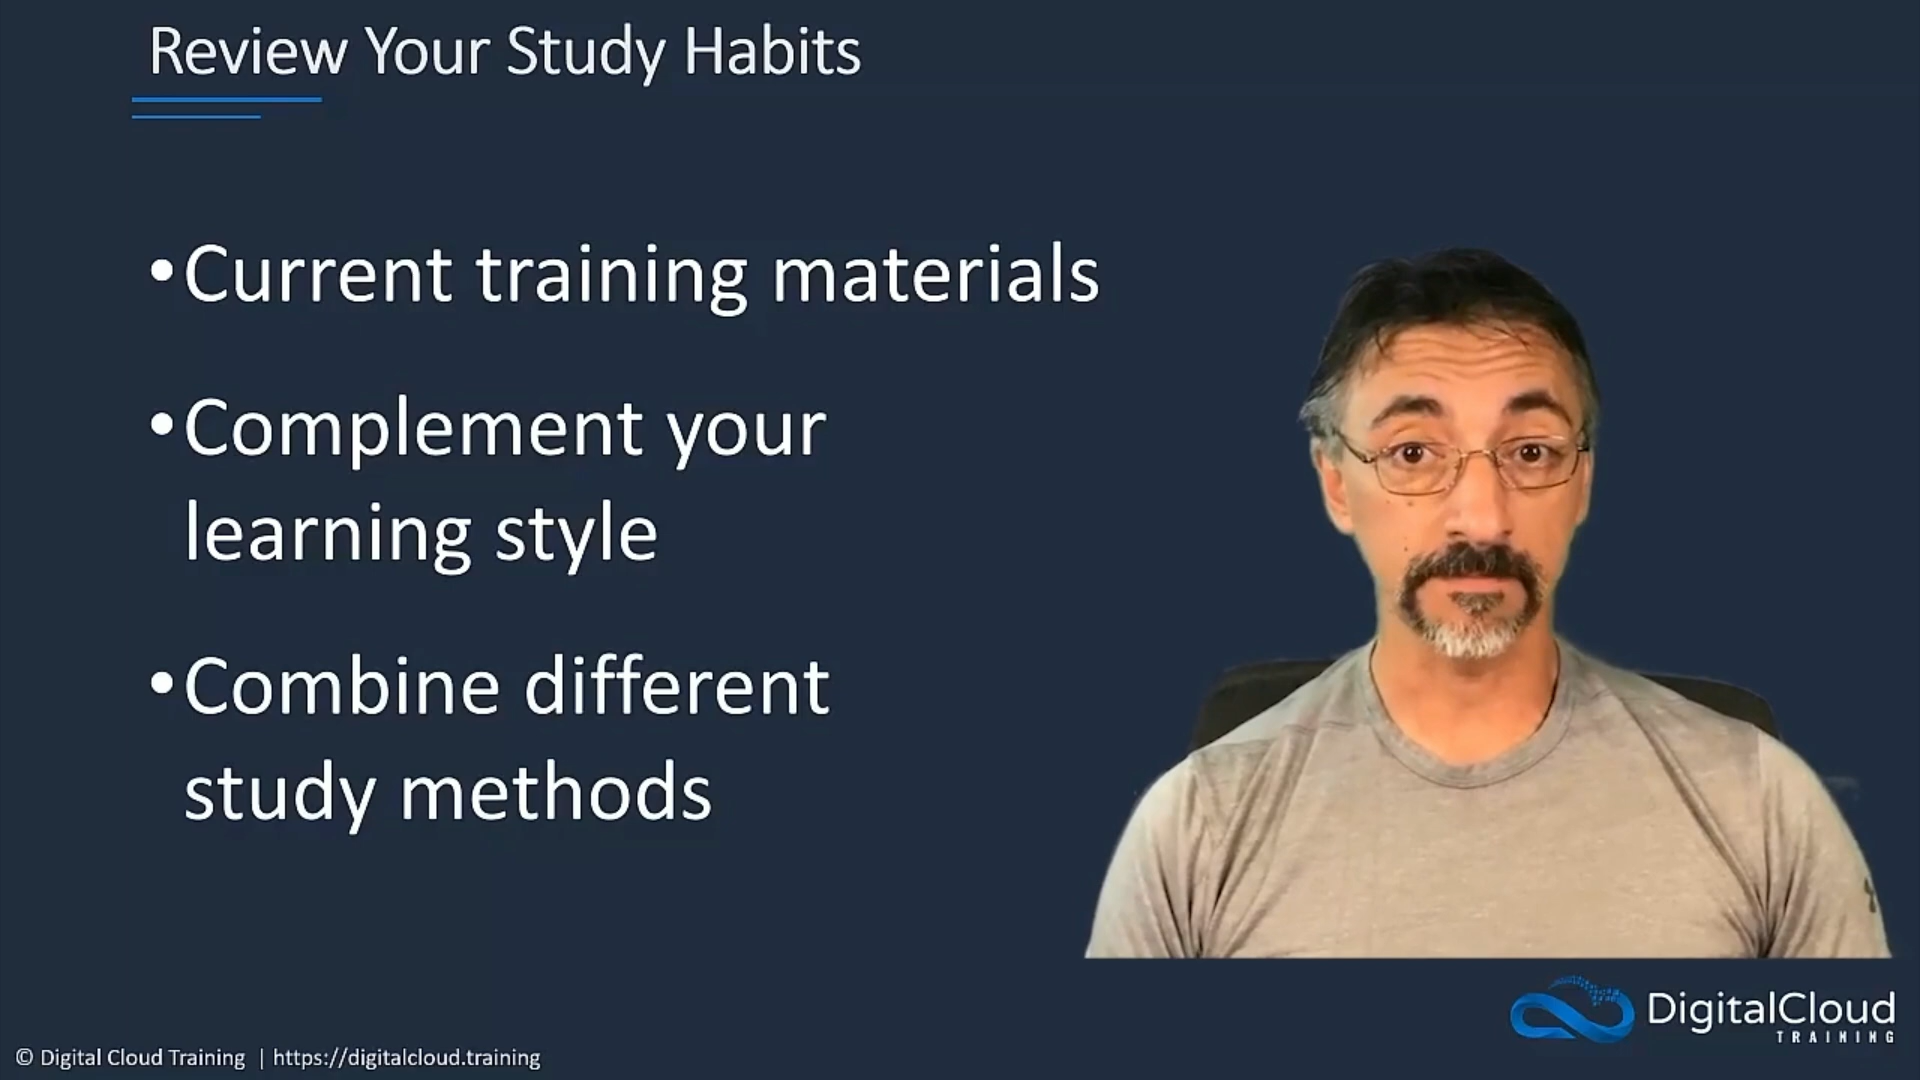 Review Your Study Habits
•Current training materials
•Complement your
learning style
•Combine different
study methods
DigitalCloud
TRAINING
© Digital Cloud Training | https://digitalcloud.training